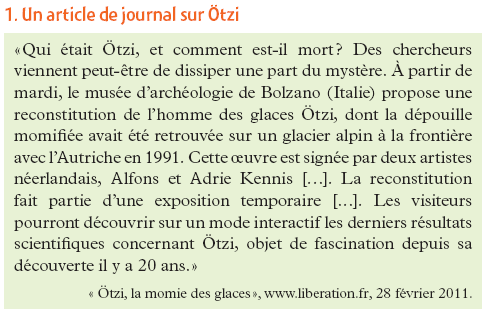 1. Un article de journal sur Ötzi
«Qui était Ötzi, et comment est-il mort? Des chercheurs
viennent peut-être de dissiper une part du mystère. À partir de
mardi, le musée d’archéologie de Bolzano (Italie) propose une
reconstitution de l’homme des glaces Ötzi, dont la dépouille
momifiée avait été retrouvée sur un glacier alpin à la frontière
avec l’Autriche en 1991. Cette œuvre est signée par deux artistes
néerlandais, Alfons et Adrie Kennis [...]. La reconstitution
fait partie d’une exposition temporaire [...]. Les visiteurs
pourront découvrir sur un mode interactif les derniers résultats
scientifiques concernant Ötzi, objet de fascination depuis sa
découverte il y a 20 ans.»
« Ötzi, la momie des glaces», www.liberation.fr, 28 février 2011.